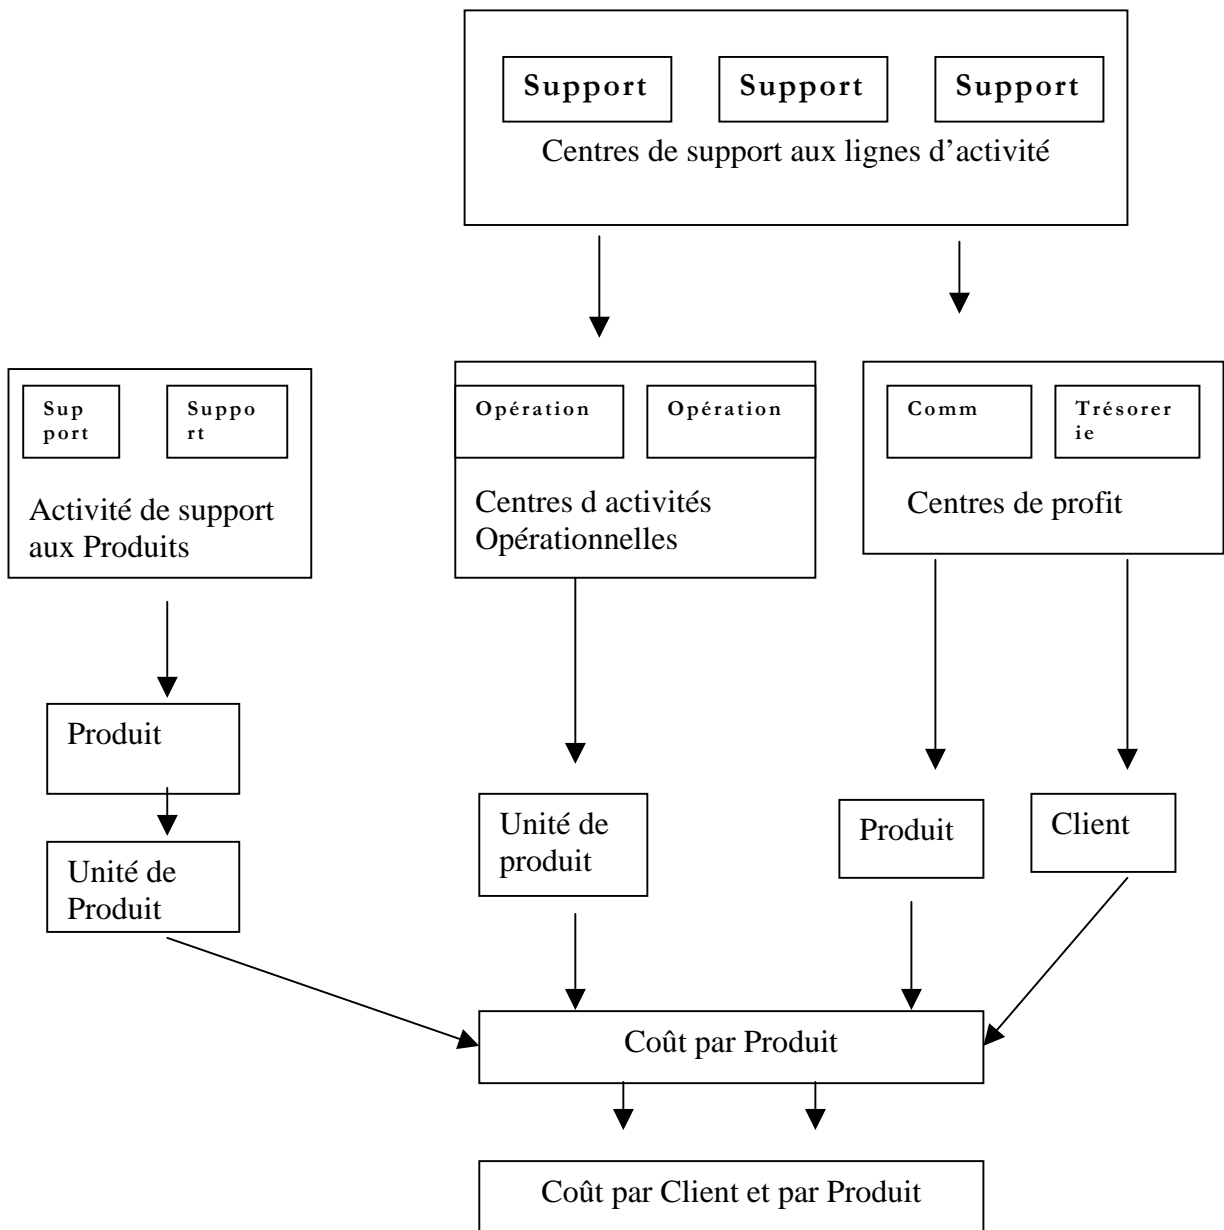 Support
Support
Support
Centres de support aux lignes d’activité
Sup
port
Suppo
rt
Activité de support
aux Produits
Opération
Opération
Centres d activités
Opérationnelles
Comm
Trésorer
ie
Centres de profit
Produit
Unité de
Produit
Unité de
produit
Produit
Client
Coût par Produit
Coût par Client et par Produit